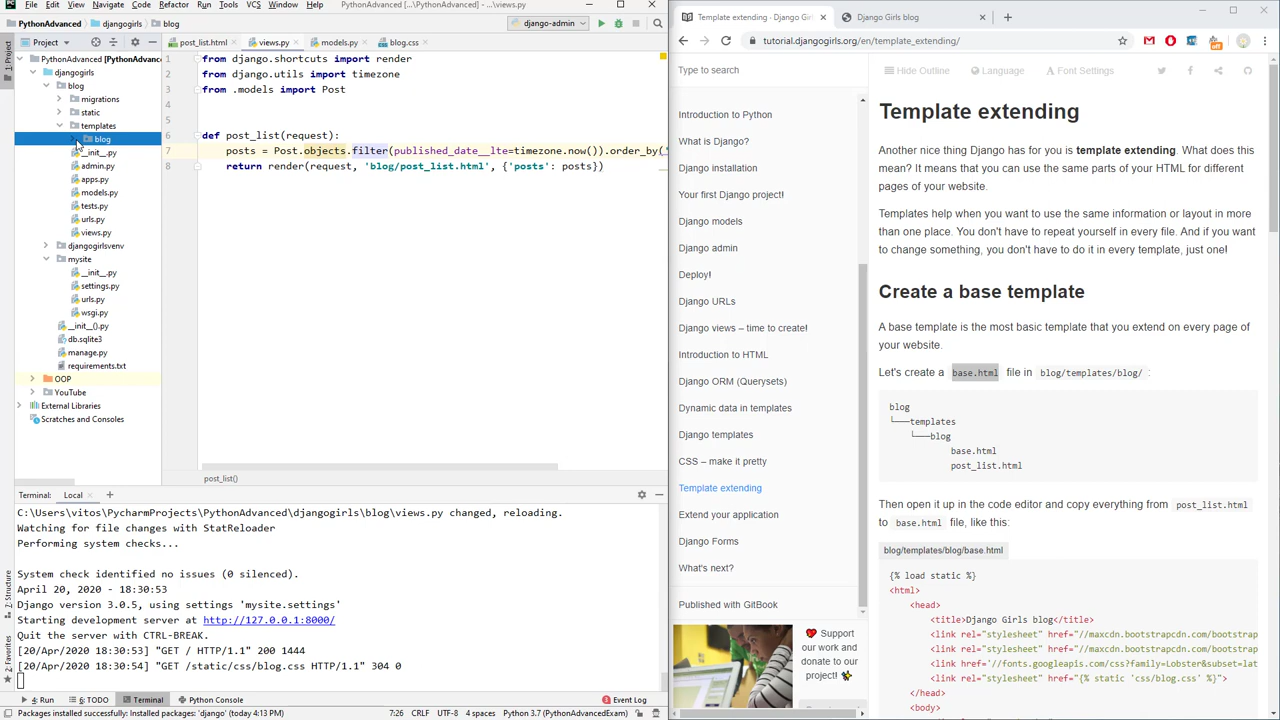 File Edit View Navigate Code Refactor Run Tools VCS Window Help PythonAdvanced [...\PythonAdvanced] - ...\views.py
PythonAdvanced djangogirls blog
django-admin
Project
1: Project
post_list.html views.py models.py blog.css
PythonAdvanced [PythonAdvanc
djangogirls
blog
migrations
static
templates
blog
__init__.py
admin.py
apps.py
models.py
tests.py
urls.py
views.py
djangogirlsvenv
mysite
__init__.py
settings.py
urls.py
wsgi.py
__init__().py
db.sqlite3
manage.py
requirements.txt
OOP
YouTube
External Libraries
Scratches and Consoles
1 from django.shortcuts import render
2 from django.utils import timezone
3 from .models import Post
4
5
6 def post_list(request):
7 posts = Post.objects.filter(published_date__lte=timezone.now()).order_by('
8 return render(request, 'blog/post_list.html', {'posts': posts})
post_list()
Terminal: Local
C:\Users\vitos\PycharmProjects\PythonAdvanced\djangogirls\blog\views.py changed, reloading.
Watching for file changes with StatReloader
Performing system checks...
System check identified no issues (0 silenced).
April 20, 2020 - 18:30:53
Django version 3.0.5, using settings 'mysite.settings'
Starting development server at http://127.0.0.1:8000/
Quit the server with CTRL-BREAK.
[20/Apr/2020 18:30:53] "GET / HTTP/1.1" 200 1444
[20/Apr/2020 18:30:54] "GET /static/css/blog.css HTTP/1.1" 304 0
7: Structure
2: Favorites
4: Run 6: TODO Terminal Python Console Event Log
Packages installed successfully: Installed packages: 'django' (today 4:13 PM) 7:26 CRLF UTF-8 4 spaces Python 3.7 (PythonAdvancedExam)
Template extending - Django Gir Django Girls blog
tutorial.djangogirls.org/en/template_extending/
off
Type to search
Hide Outline Language Font Settings
Introduction to Python
What is Django?
Django installation
Your first Django project!
Django models
Django admin
Deploy!
Django URLs
Django views – time to create!
Introduction to HTML
Django ORM (Querysets)
Dynamic data in templates
Django templates
CSS – make it pretty
Template extending
Extend your application
Django Forms
What's next?
Published with GitBook
Support
our work and
donate to our
project!
Template extending
Another nice thing Django has for you is template extending. What does this
mean? It means that you can use the same parts of your HTML for different
pages of your website.
Templates help when you want to use the same information or layout in more
than one place. You don't have to repeat yourself in every file. And if you want
to change something, you don't have to do it in every template, just one!
Create a base template
A base template is the most basic template that you extend on every page of
your website.
Let's create a base.html file in blog/templates/blog/ :
blog
└──templates
└──blog
base.html
post_list.html
Then open it up in the code editor and copy everything from post_list.html
to base.html file, like this:
blog/templates/blog/base.html
{% load static %}
<html>
<head>
<title>Django Girls blog</title>
<link rel="stylesheet" href="//maxcdn.bootstrapcdn.com/bootstrap
<link rel="stylesheet" href="//maxcdn.bootstrapcdn.com/bootstrap
<link href='//fonts.googleapis.com/css?family=Lobster&subset=lat
<link rel="stylesheet" href="{% static 'css/blog.css' %}">
</head>
<body>